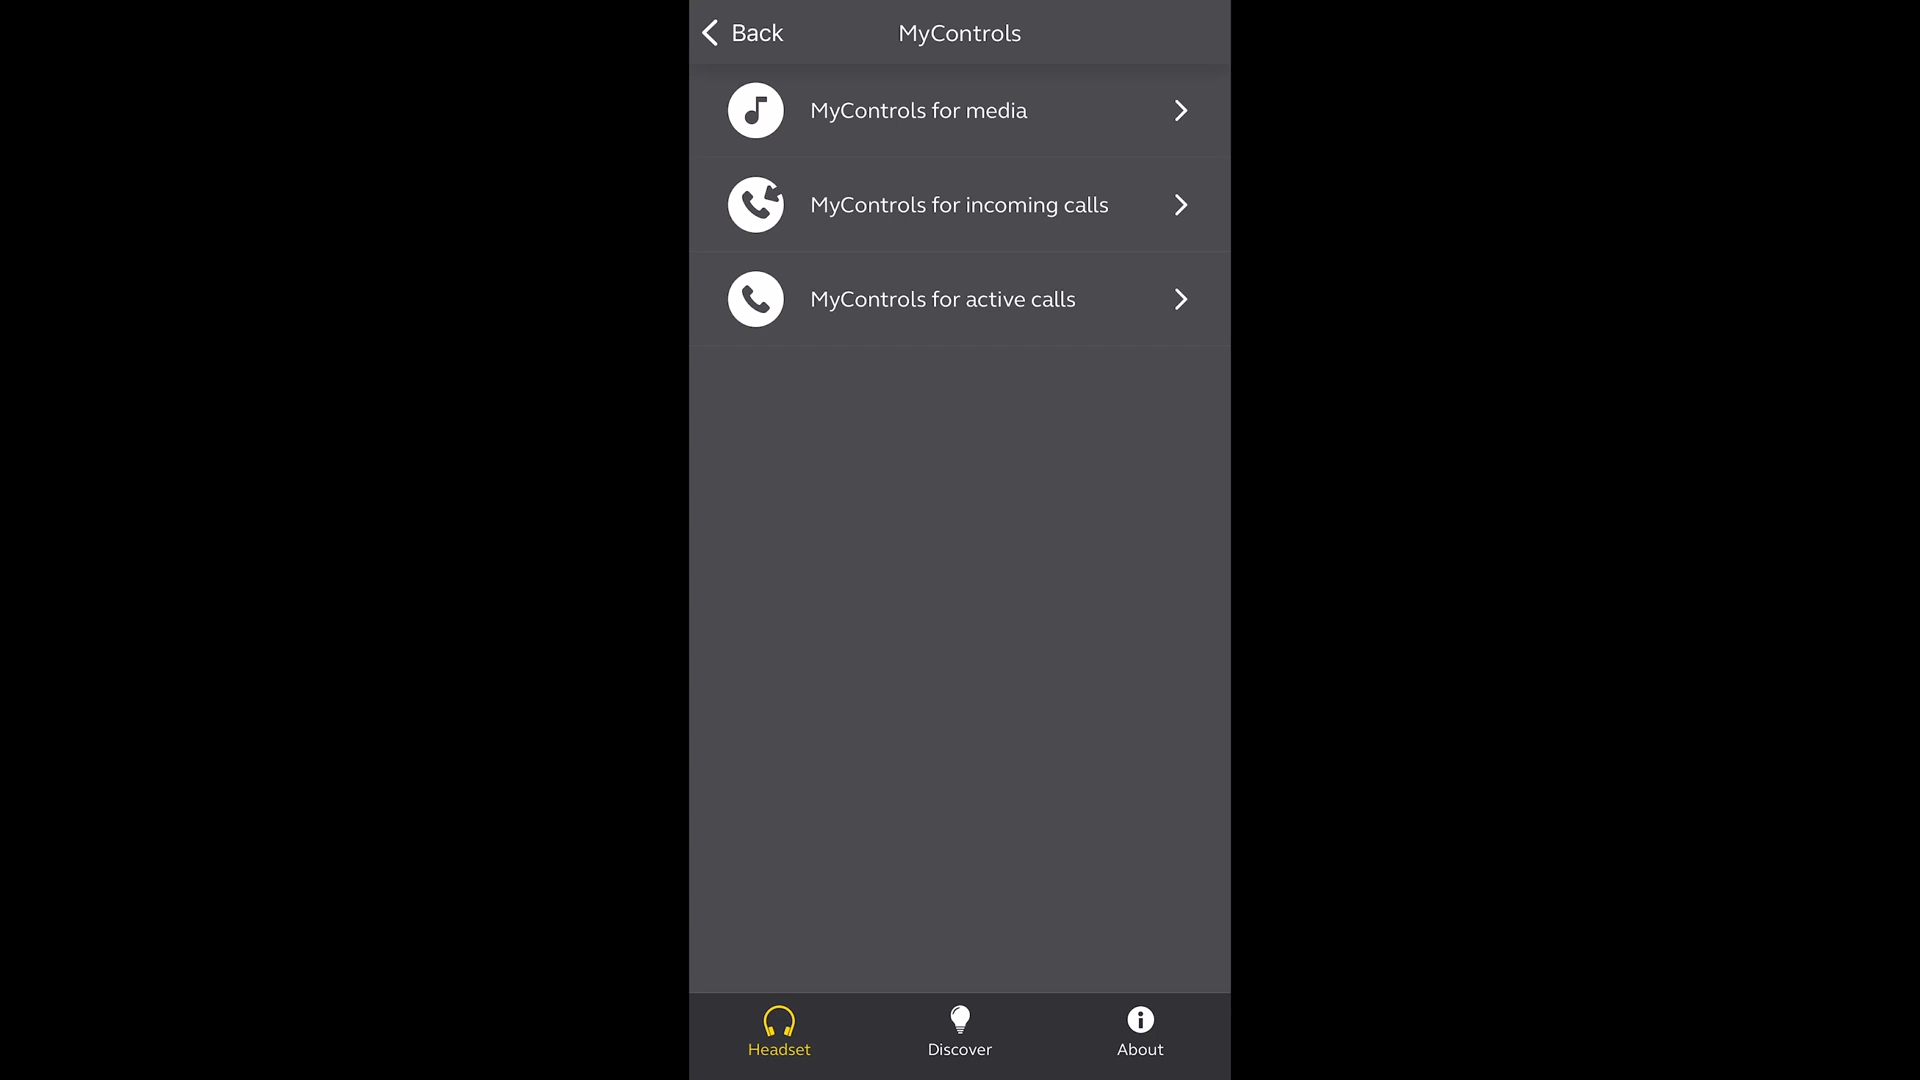 Back
MyControls
MyControls for media
MyControls for incoming calls
MyControls for active calls
Headset
Discover
About